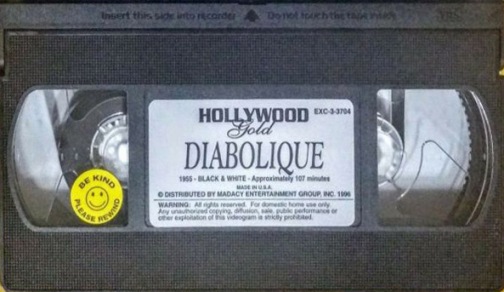 Insert this side into recorder ▲ Do not touch the tape inside
VHS
HOLLYWOOD
Gold
EXC-3-3704
DIABOLIQUE
1955 - BLACK & WHITE - Approximately 107 minutes
MADE IN U.S.A.
© DISTRIBUTED BY MADACY ENTERTAINMENT GROUP, INC. 1996
WARNING: All rights reserved. For domestic home use only.
Any unauthorized copying, diffusion, sale, public performance or
other exploitation of this videogram is strictly prohibited.
BE KIND
PLEASE REWIND